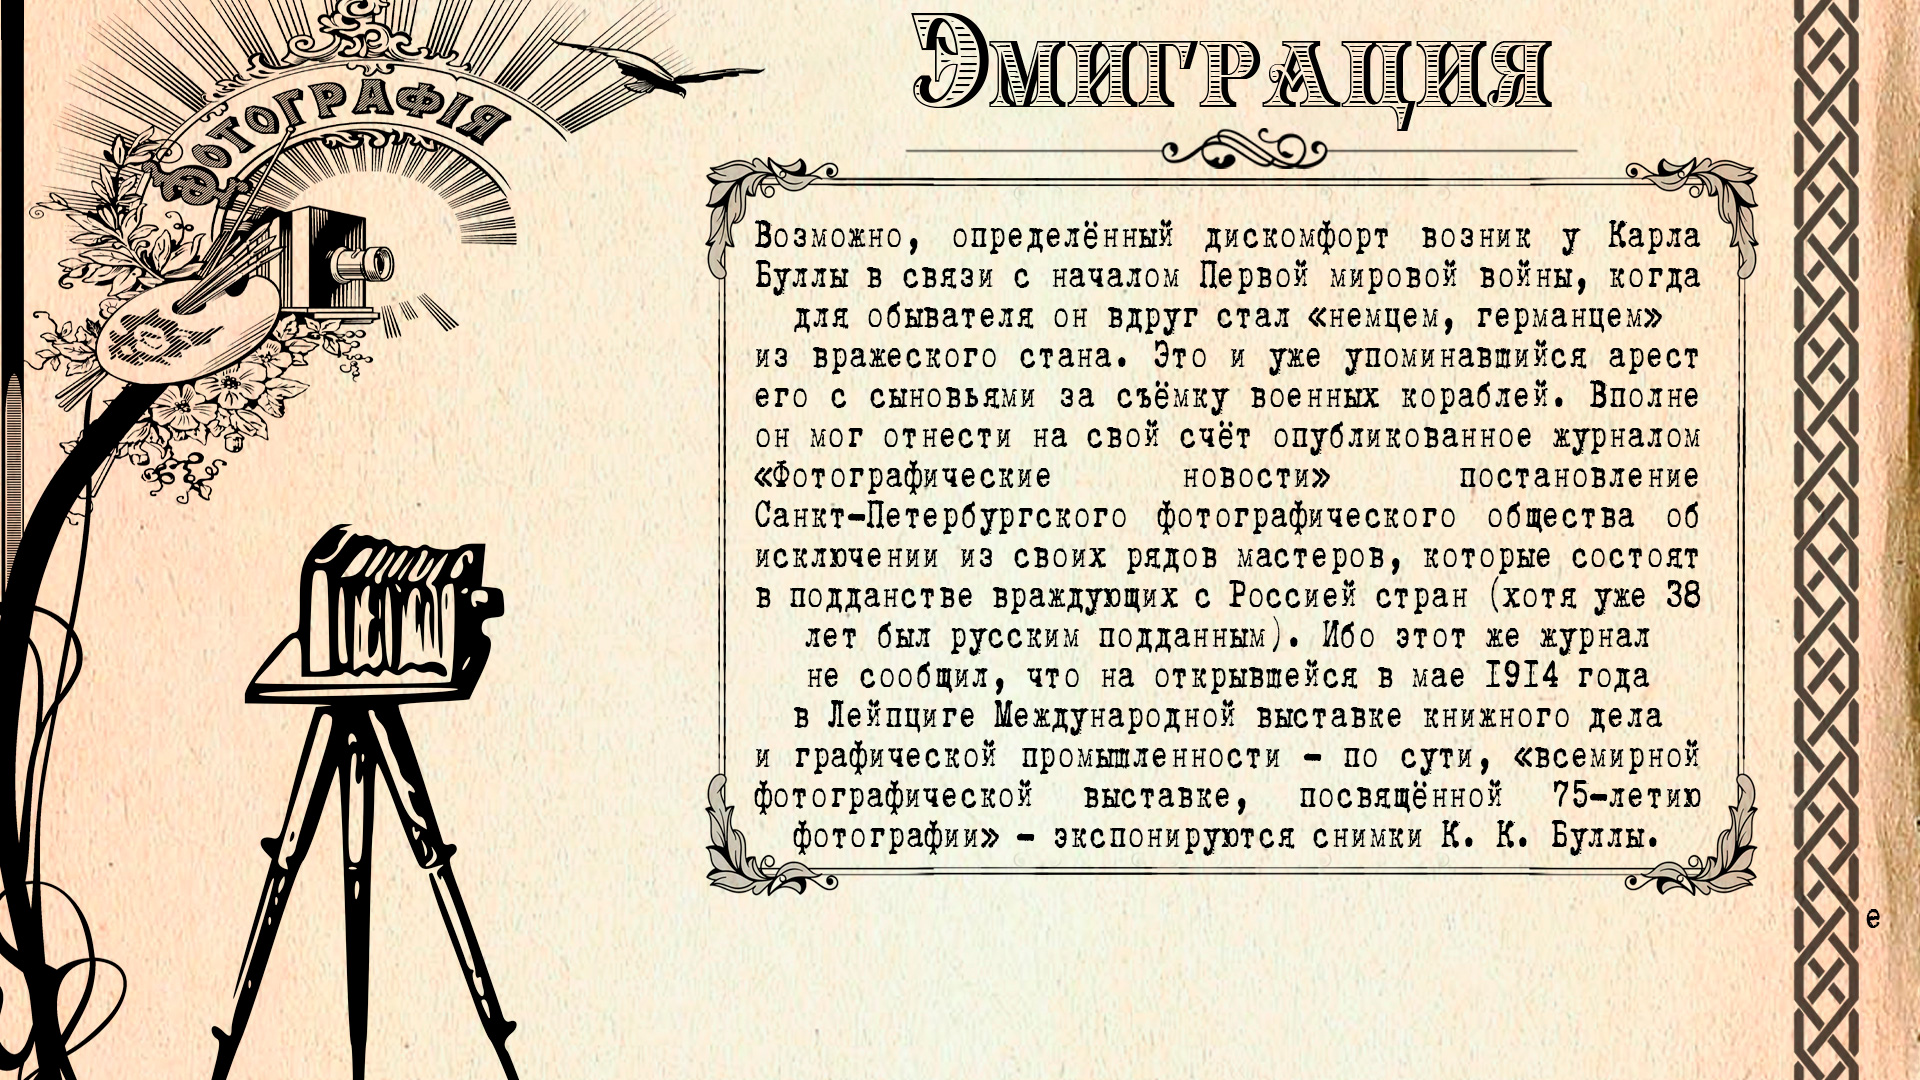 ФОТОГРАФІЯ
Эмиграция
Возможно, определённый дискомфорт возник у Карла
Буллы в связи с началом Первой мировой войны, когда
для обывателя он вдруг стал «немцем, германцем»
из вражеского стана. Это и уже упоминавшийся арест
его с сыновьями за съёмку военных кораблей. Вполне
он мог отнести на свой счёт опубликованное журналом
«Фотографические новости» постановление
Санкт-Петербургского фотографического общества об
исключении из своих рядов мастеров, которые состоят
в подданстве враждующих с Россией стран (хотя уже 38
лет был русским подданным). Ибо этот же журнал
не сообщил, что на открывшейся в мае 1914 года
в Лейпциге Международной выставке книжного дела
и графической промышленности – по сути, «всемирной
фотографической выставке, посвящённой 75-летию
фотографии» – экспонируются снимки К. К. Буллы.
е